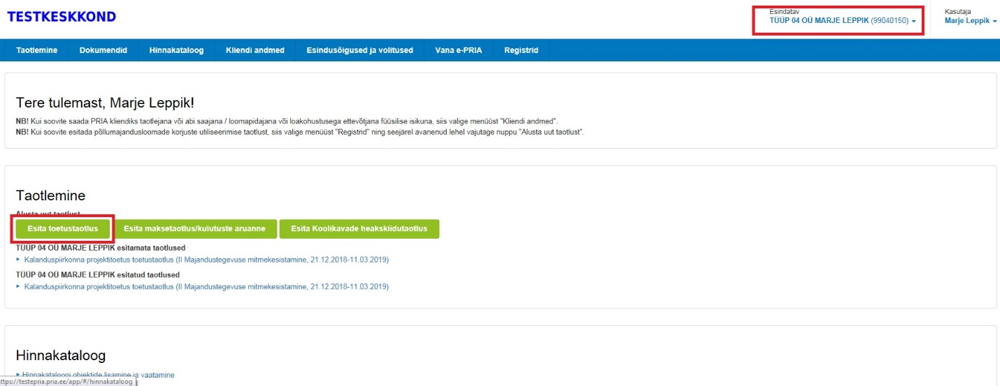 TESTKESKKOND
Esindatav
TÜÜP 04 OÜ MARJE LEPPIK (99040150)
Kasutaja
Marje Leppik
Taotlemine Dokumendid Hinnakataloog Kliendi andmed Esindusõigused ja volitused Vana e-PRIA Registrid
Tere tulemast, Marje Leppik!
NB! Kui soovite saada PRIA kliendiks taotlejana või abi saajana / loomapidajana või loakohustusega ettevõtjana füüsilise isikuna, siis valige menüüst "Kliendi andmed".
NB! Kui soovite esitada põllumajandusloomade korjuste utiliseerimise taotlust, siis valige menüüst "Registrid" ning seejärel avanenud lehel vajutage nuppu "Alusta uut taotlust".
Taotlemine
Alusta uut taotlust
Esita toetustaotlus Esita maksetaotlus/kulutuste aruanne Esita Koolikavade heakskiidutaotlus
TÜÜP 04 OÜ MARJE LEPPIK esitamata taotlused
Kalanduspiirkonna projektitoetus toetustaotlus (II Majandustegevuse mitmekesistamine, 21.12.2018-11.03.2019)
TÜÜP 04 OÜ MARJE LEPPIK esitatud taotlused
Kalanduspiirkonna projektitoetus toetustaotlus (II Majandustegevuse mitmekesistamine, 21.12.2018-11.03.2019)
Hinnakataloog
Hinnakataloogi objektide lisamine ja vaatamine
ttps://testepria.pria.ee/app/#/hinnakataloog